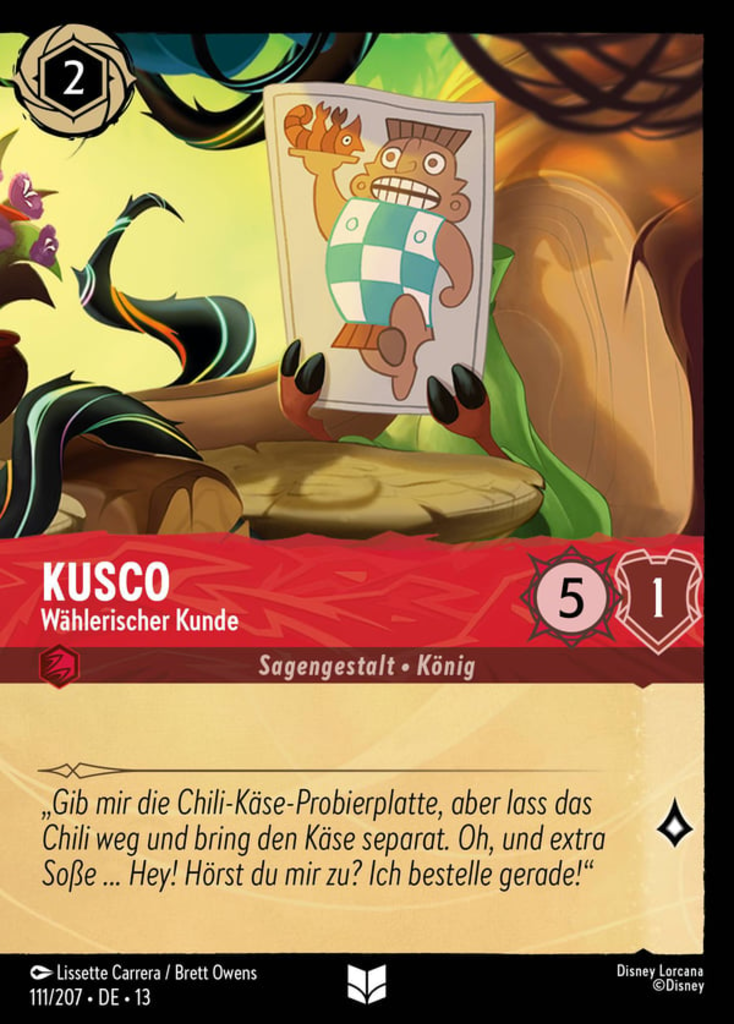 2
KUSCO
Wählerischer Kunde
5
1
Sagengestalt • König
„Gib mir die Chili-Käse-Probierplatte, aber lass das
Chili weg und bring den Käse separat. Oh, und extra
Soße ... Hey! Hörst du mir zu? Ich bestelle gerade!“
Lissette Carrera / Brett Owens
111/207 • DE • 13
Disney Lorcana
©Disney